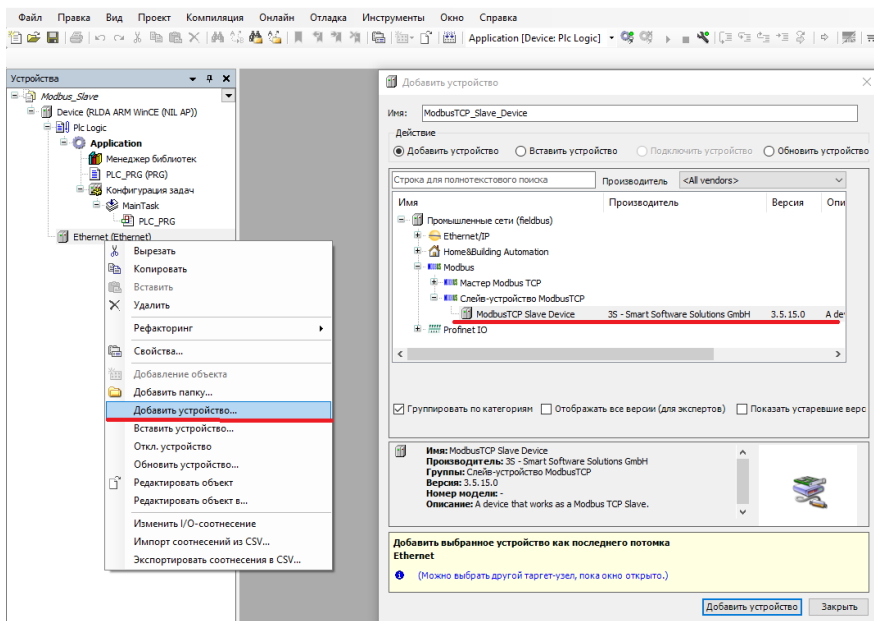 Файл Правка Вид Проект Компиляция Онлайн Отладка Инструменты Окно Справка
Application [Device: Plc Logic]
Устройства
Modbus_Slave
Device (RLDA ARM WinCE (NIL AP))
Plc Logic
Application
Менеджер библиотек
PLC_PRG (PRG)
Конфигурация задач
MainTask
PLC_PRG
Ethernet (Ethernet)
Вырезать
Копировать
Вставить
Удалить
Рефакторинг
Свойства...
Добавление объекта
Добавить папку...
Добавить устройство...
Вставить устройство...
Откл. устройство
Обновить устройство...
Редактировать объект
Редактировать объект в...
Изменить I/O-соотнесение
Импорт соотнесений из CSV...
Экспортировать соотнесения в CSV...
Добавить устройство
Имя: ModbusTCP_Slave_Device
Действие
Добавить устройство Вставить устройство Подключить устройство Обновить устройство
Строка для полнотекстового поиска Производитель <All vendors>
Имя Производитель Версия Опи
Промышленные сети (fieldbus)
Ethernet/IP
Home&Building Automation
Modbus
Мастер Modbus TCP
Слейв-устройство ModbusTCP
ModbusTCP Slave Device 3S - Smart Software Solutions GmbH 3.5.15.0 A de
Profinet IO
Группировать по категориям Отображать все версии (для экспертов) Показать устаревшие верс
Имя: ModbusTCP Slave Device
Производитель: 3S - Smart Software Solutions GmbH
Группы: Слейв-устройство ModbusTCP
Версия: 3.5.15.0
Номер модели: -
Описание: A device that works as a Modbus TCP Slave.
Добавить выбранное устройство как последнего потомка
Ethernet
(Можно выбрать другой таргет-узел, пока окно открыто.)
Добавить устройство Закрыть